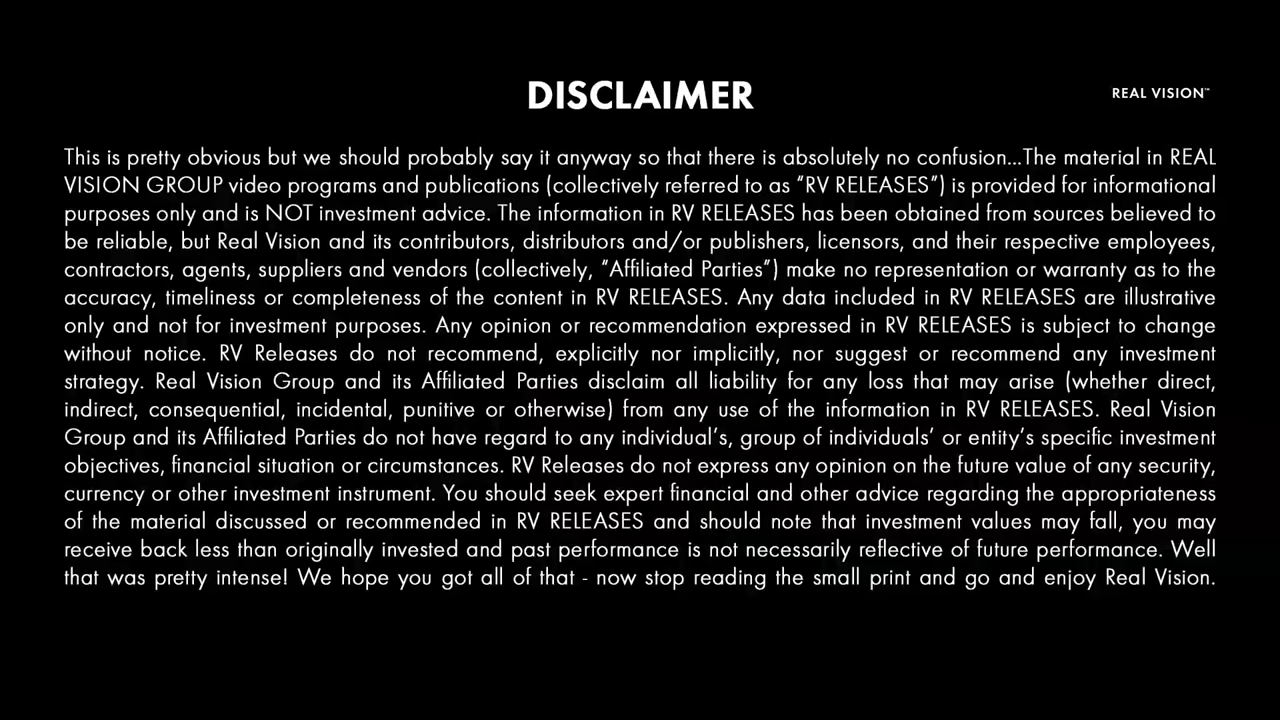 DISCLAIMER
REAL VISION™
This is pretty obvious but we should probably say it anyway so that there is absolutely no confusion...The material in REAL
VISION GROUP video programs and publications (collectively referred to as “RV RELEASES”) is provided for informational
purposes only and is NOT investment advice. The information in RV RELEASES has been obtained from sources believed to
be reliable, but Real Vision and its contributors, distributors and/or publishers, licensors, and their respective employees,
contractors, agents, suppliers and vendors (collectively, “Affiliated Parties”) make no representation or warranty as to the
accuracy, timeliness or completeness of the content in RV RELEASES. Any data included in RV RELEASES are illustrative
only and not for investment purposes. Any opinion or recommendation expressed in RV RELEASES is subject to change
without notice. RV Releases do not recommend, explicitly nor implicitly, nor suggest or recommend any investment
strategy. Real Vision Group and its Affiliated Parties disclaim all liability for any loss that may arise (whether direct,
indirect, consequential, incidental, punitive or otherwise) from any use of the information in RV RELEASES. Real Vision
Group and its Affiliated Parties do not have regard to any individual’s, group of individuals’ or entity’s specific investment
objectives, financial situation or circumstances. RV Releases do not express any opinion on the future value of any security,
currency or other investment instrument. You should seek expert financial and other advice regarding the appropriateness
of the material discussed or recommended in RV RELEASES and should note that investment values may fall, you may
receive back less than originally invested and past performance is not necessarily reflective of future performance. Well
that was pretty intense! We hope you got all of that - now stop reading the small print and go and enjoy Real Vision.